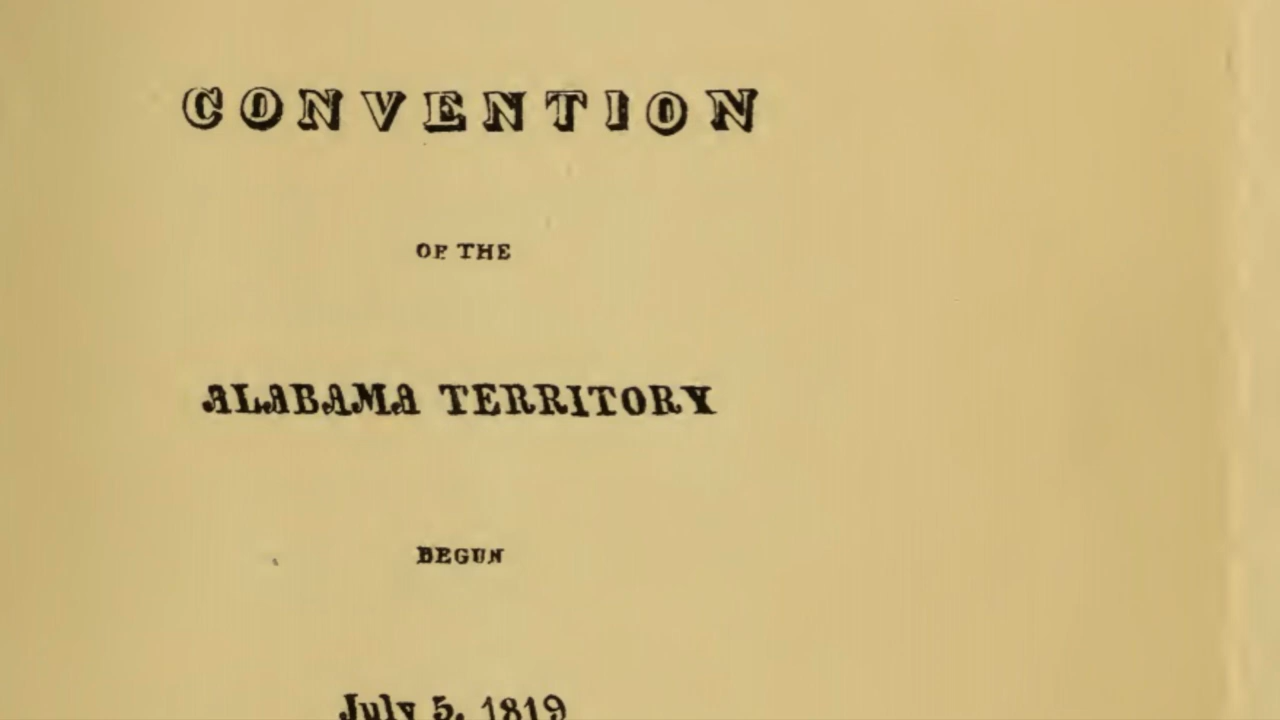 CONVENTION
OF THE
ALABAMA TERRITORY
BEGUN
July 5, 1819